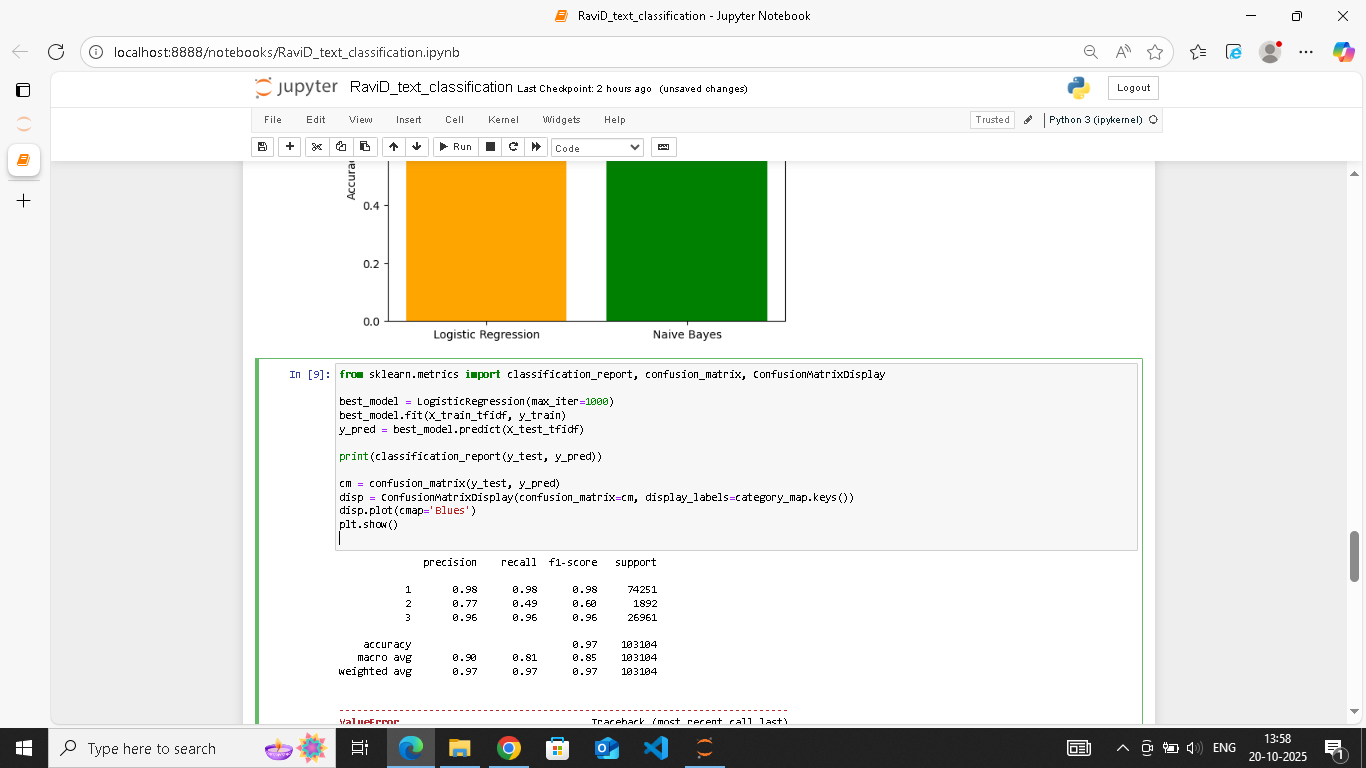 RaviD_text_classification - Jupyter Notebook
localhost:8888/notebooks/RaviD_text_classification.ipynb
jupyter RaviD_text_classification Last Checkpoint: 2 hours ago (unsaved changes)
Logout
File Edit View Insert Cell Kernel Widgets Help
Trusted Python 3 (ipykernel)
Run Code
0.4
0.2
0.0
Logistic Regression Naive Bayes
In [9]: from sklearn.metrics import classification_report, confusion_matrix, ConfusionMatrixDisplay
best_model = LogisticRegression(max_iter=1000)
best_model.fit(X_train_tfidf, y_train)
y_pred = best_model.predict(X_test_tfidf)
print(classification_report(y_test, y_pred))
cm = confusion_matrix(y_test, y_pred)
disp = ConfusionMatrixDisplay(confusion_matrix=cm, display_labels=category_map.keys())
disp.plot(cmap='Blues')
plt.show()
precision recall f1-score support
1 0.98 0.98 0.98 74251
2 0.77 0.49 0.60 1892
3 0.96 0.96 0.96 26961
accuracy 0.97 103104
macro avg 0.90 0.81 0.85 103104
weighted avg 0.97 0.97 0.97 103104
ValueError Traceback (most recent call last)
Type here to search
ENG
13:58
20-10-2025
1